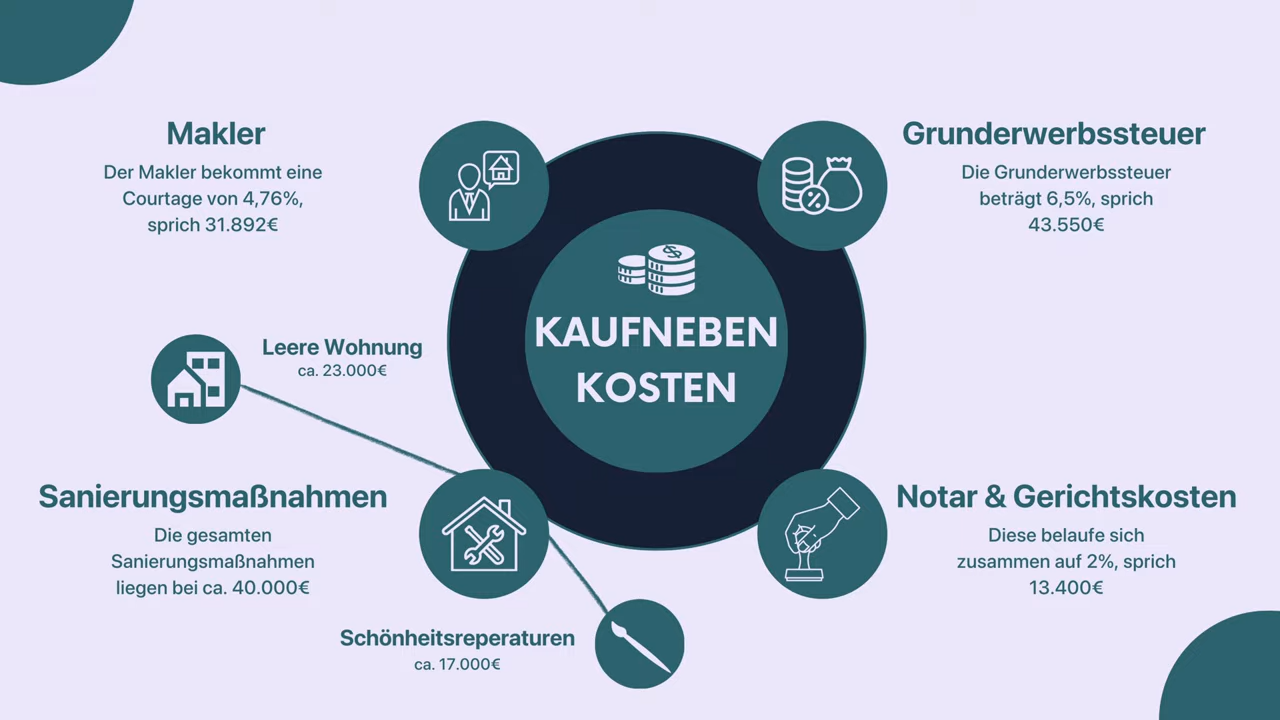 Makler
Der Makler bekommt eine
Courtage von 4,76%,
sprich 31.892€
Grunderwerbssteuer
Die Grunderwerbssteuer
beträgt 6,5%, sprich
43.550€
KAUFNEBEN
KOSTEN
Leere Wohnung
ca. 23.000€
Sanierungsmaßnahmen
Die gesamten
Sanierungsmaßnahmen
liegen bei ca. 40.000€
Notar & Gerichtskosten
Diese belaufe sich
zusammen auf 2%, sprich
13.400€
Schönheitsreperaturen
ca. 17.000€